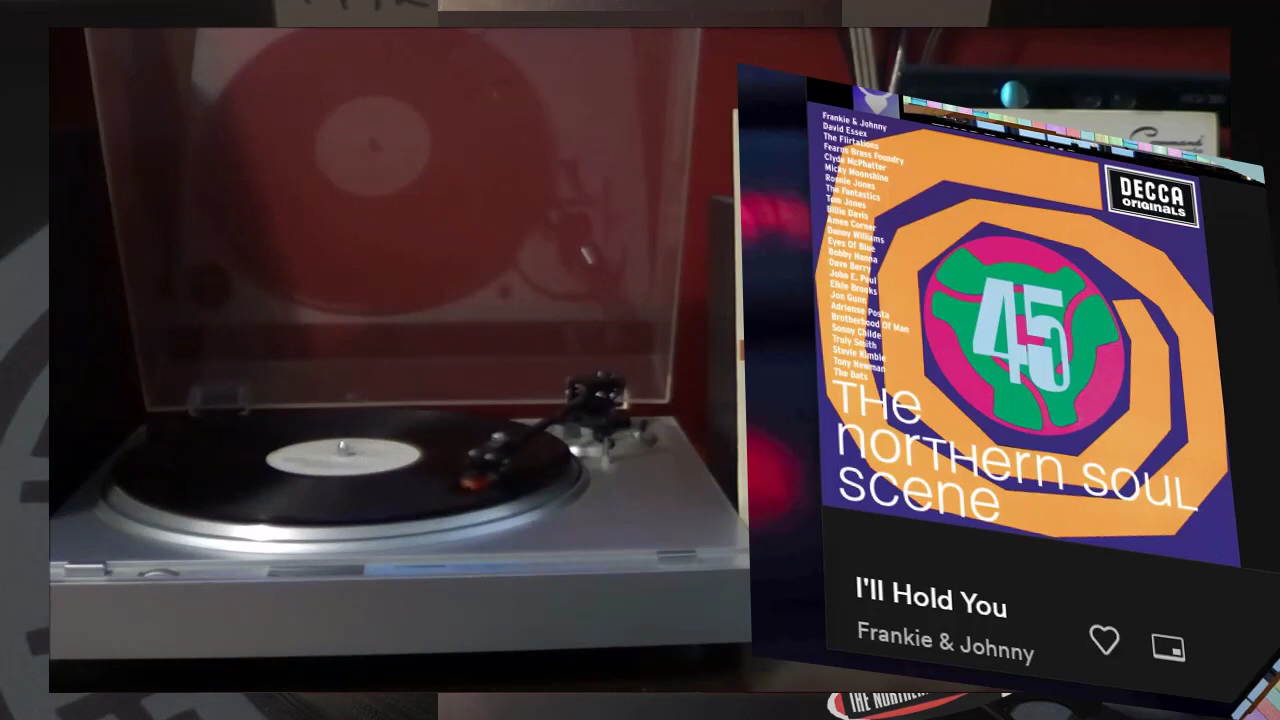 Frankie & Johnny
David Essex
The Flirtations
Fearns Brass Foundry
Clyde McPhatter
Micky Moonshine
Ronnie Jones
The Fantastics
Tom Jones
Billie Davis
Amen Corner
Danny Williams
Eyes Of Blue
Bobby Hanna
Dave Berry
John E. Paul
Elkie Brooks
Jon Gunn
Adrienne Posta
Brotherhood Of Man
Sonny Childe
Truly Smith
Stevie Kimble
Tony Newman
The Bats
DECCA
ORIGINALS
45
THe
norTHern souL
scene
I'll Hold You
Frankie & Johnny
Command
THE NORTHERN